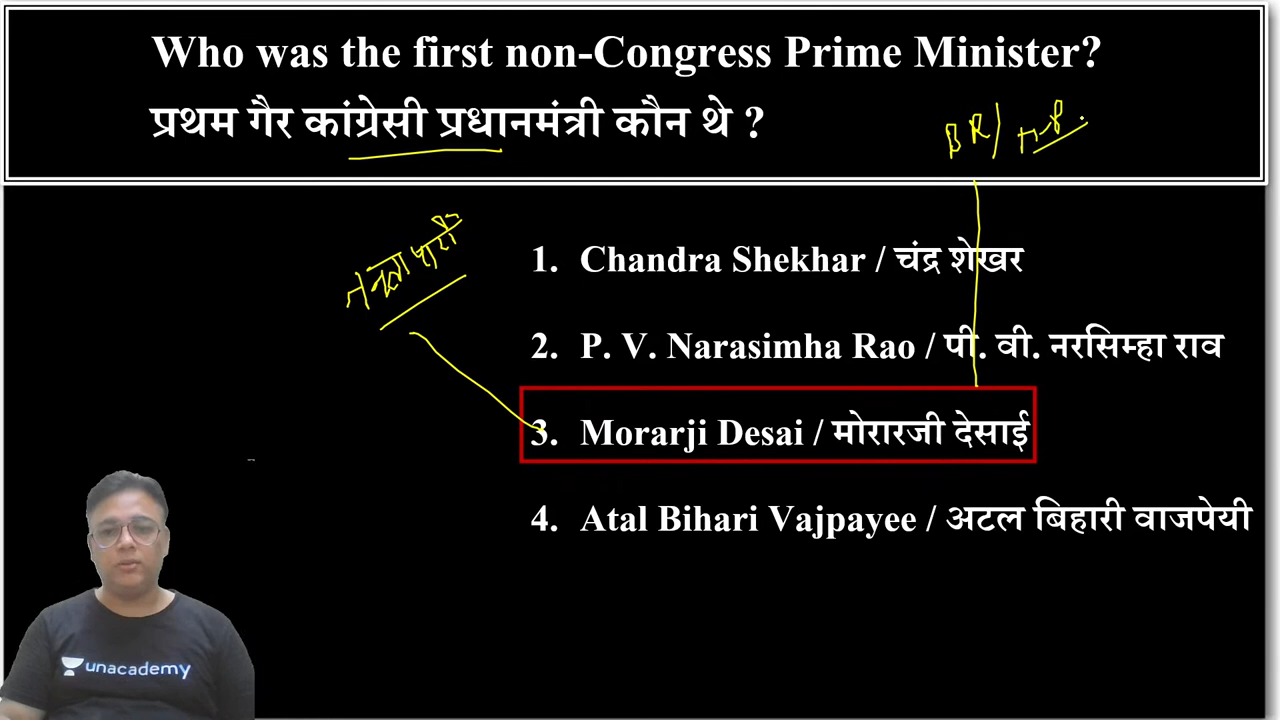 Who was the first non-Congress Prime Minister?
प्रथम गैर कांग्रेसी प्रधानमंत्री कौन थे ?
BR/
1. Chandra Shekhar / चंद्र शेखर
2. P. V. Narasimha Rao / पी. वी. नरसिम्हा राव
3. Morarji Desai / मोरारजी देसाई
4. Atal Bihari Vajpayee / अटल बिहारी वाजपेयी
unacademy